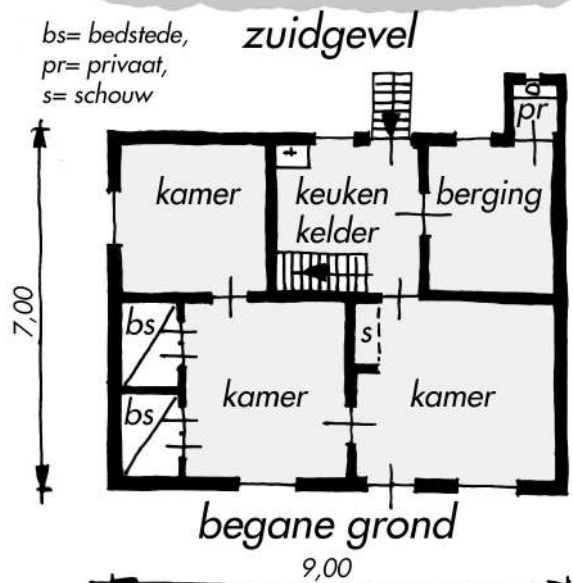 bs= bedstede,
pr= privaat,
s= schouw
zuidgevel
pr
kamer
keuken
kelder
berging
7,00
bs
s
kamer
kamer
bs
begane grond
9,00